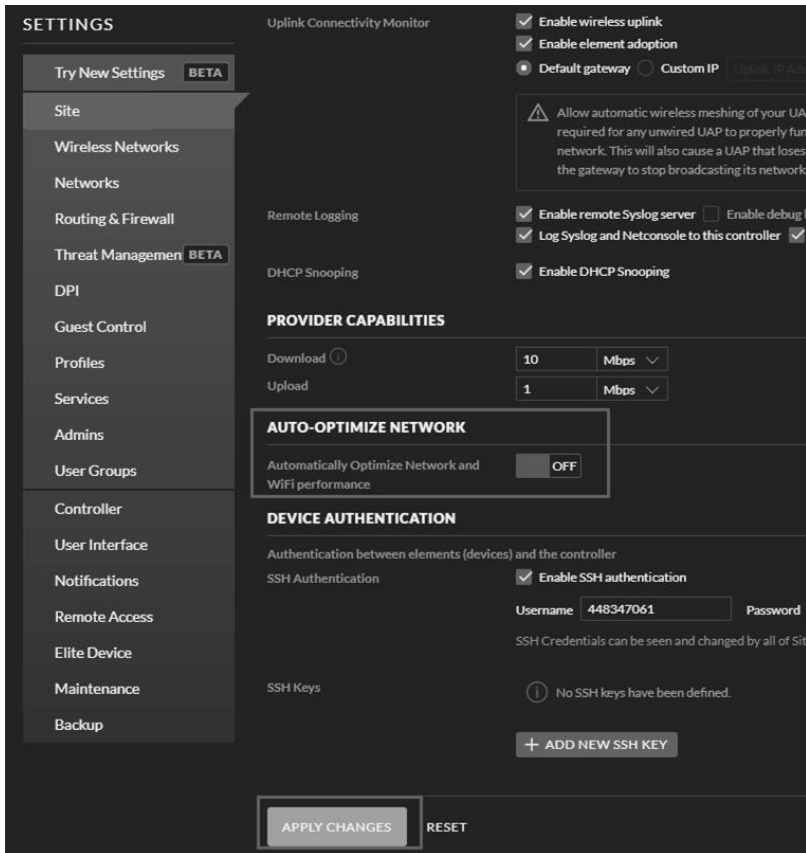 SETTINGS
Try New Settings BETA
Site
Wireless Networks
Networks
Routing & Firewall
Threat Managemen BETA
DPI
Guest Control
Profiles
Services
Admins
User Groups
Controller
User Interface
Notifications
Remote Access
Elite Device
Maintenance
Backup
Uplink Connectivity Monitor
Enable wireless uplink
Enable element adoption
Default gateway Custom IP Uplink IP Ad
Allow automatic wireless meshing of your UA
required for any unwired UAP to properly fun
network. This will also cause a UAP that loses
the gateway to stop broadcasting its network
Remote Logging
Enable remote Syslog server Enable debug
Log Syslog and Netconsole to this controller
DHCP Snooping
Enable DHCP Snooping
PROVIDER CAPABILITIES
Download
10 Mbps
Upload
1 Mbps
AUTO-OPTIMIZE NETWORK
Automatically Optimize Network and
WiFi performance
OFF
DEVICE AUTHENTICATION
Authentication between elements (devices) and the controller
SSH Authentication
Enable SSH authentication
Username 448347061 Password
SSH Credentials can be seen and changed by all of Sit
SSH Keys
No SSH keys have been defined.
+ ADD NEW SSH KEY
APPLY CHANGES RESET